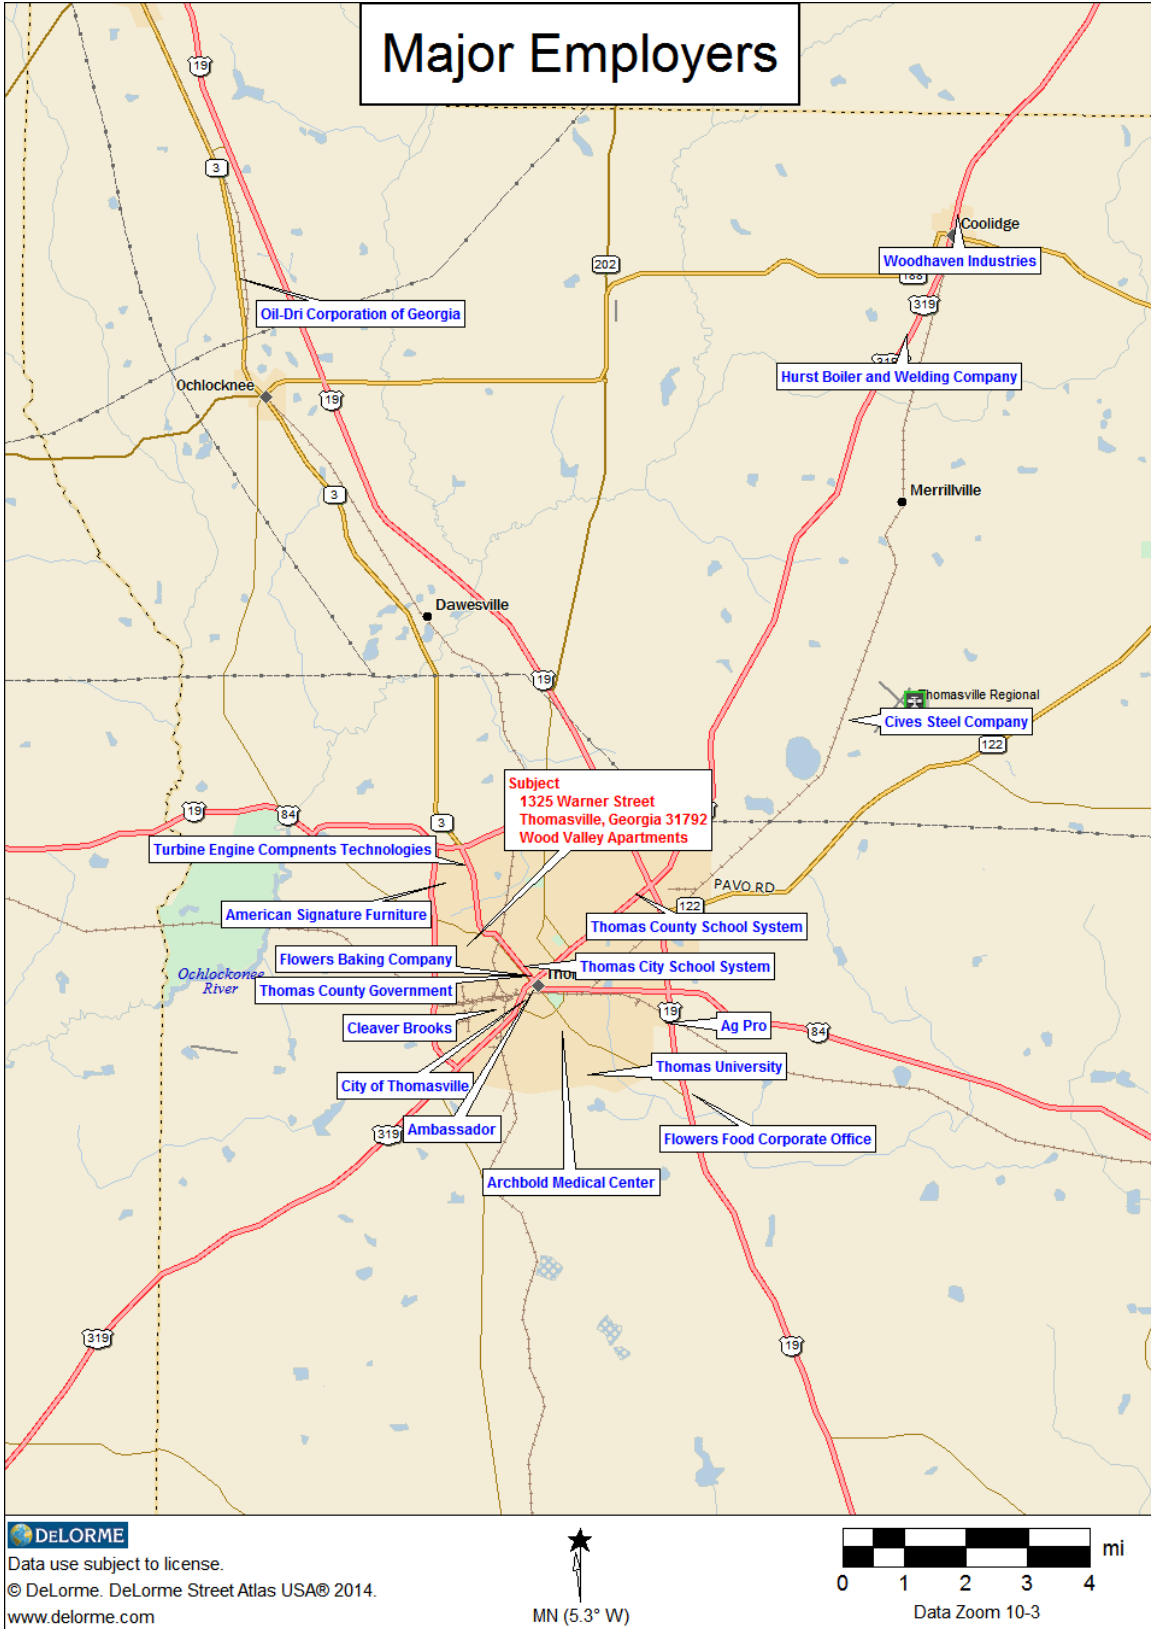 Major Employers
19
3
Coolidge
Woodhaven Industries
202
188
319
Oil-Dri Corporation of Georgia
319
Hurst Boiler and Welding Company
Ochlocknee
19
3
Merrillville
Dawesville
19
Thomasville Regional
Cives Steel Company
122
Subject
1325 Warner Street
Thomasville, Georgia 31792
Wood Valley Apartments
19
84
3
Turbine Engine Compnents Technologies
PAVO RD
122
American Signature Furniture
Thomas County School System
Flowers Baking Company
Thomas City School System
Ochlockonee
River
Thomas County Government
Cleaver Brooks
19
Ag Pro
84
Thomas University
City of Thomasville
Ambassador
319
Flowers Food Corporate Office
Archbold Medical Center
319
19
DELORME
Data use subject to license.
© DeLorme. DeLorme Street Atlas USA® 2014.
www.delorme.com
MN (5.3° W)
mi
0 1 2 3 4
Data Zoom 10-3